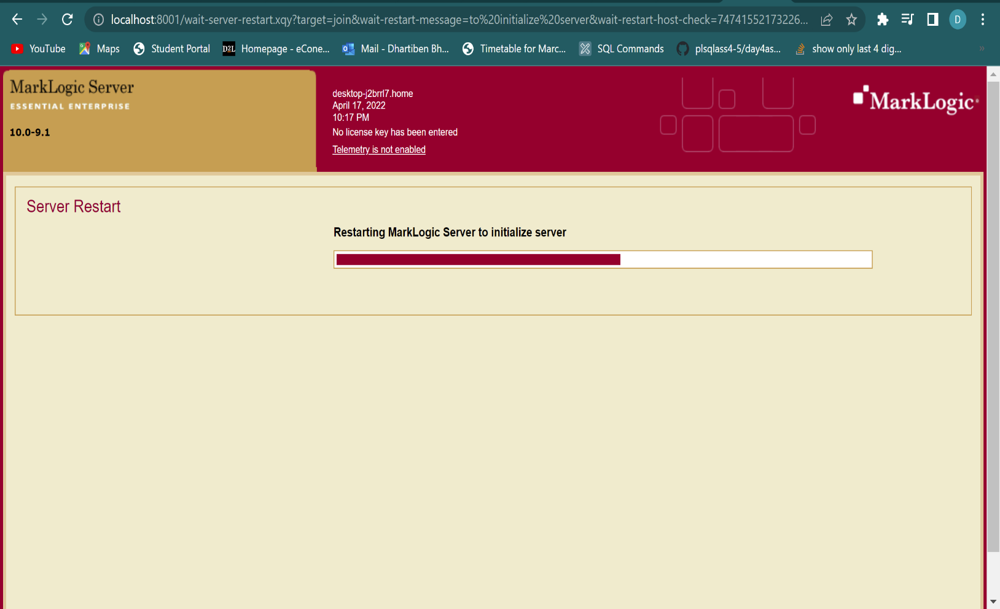 localhost:8001/wait-server-restart.xqy?target=join&wait-restart-message=to%20initialize%20server&wait-restart-host-check=74741552173226...
D
YouTube Maps Student Portal D2L Homepage - eCone... Mail - Dhartiben Bh... Timetable for Marc... SQL Commands plsqlass4-5/day4as... show only last 4 dig... »
MarkLogic Server
ESSENTIAL ENTERPRISE
10.0-9.1
desktop-j2brrl7.home
April 17, 2022
10:17 PM
No license key has been entered
Telemetry is not enabled
MarkLogic
Server Restart
Restarting MarkLogic Server to initialize server